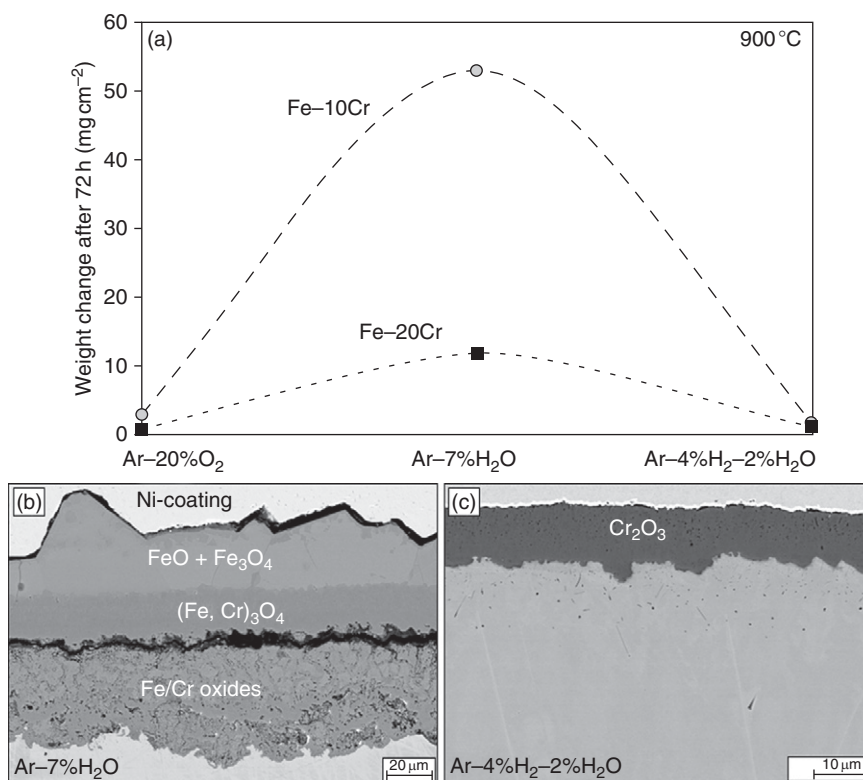 60
(a)
900 °C
50
Fe–10Cr
40
30
Weight change after 72 h (mg cm⁻²)
20
Fe–20Cr
10
0
Ar–20%O₂
Ar–7%H₂O
Ar–4%H₂–2%H₂O
(b)
Ni-coating
FeO + Fe₃O₄
(Fe, Cr)₃O₄
Fe/Cr oxides
Ar–7%H₂O
20 μm
(c)
Cr₂O₃
Ar–4%H₂–2%H₂O
10 μm